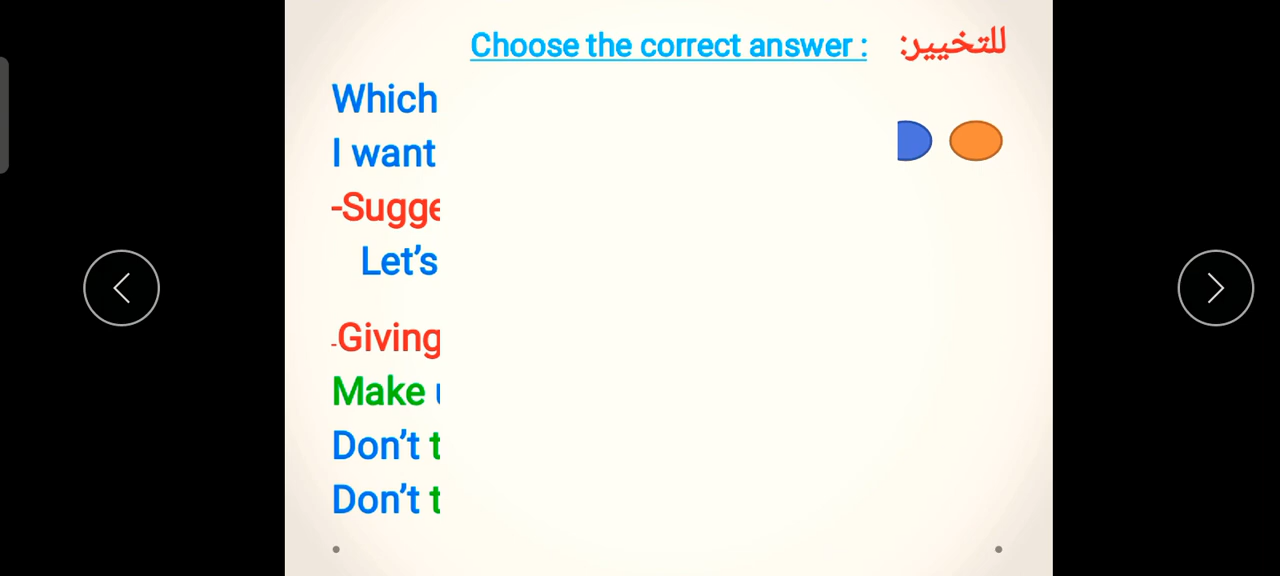 Choose the correct answer : للتخيير:
Which
I want
-Sugge
Let's
-Giving
Make
Don't t
Don't t